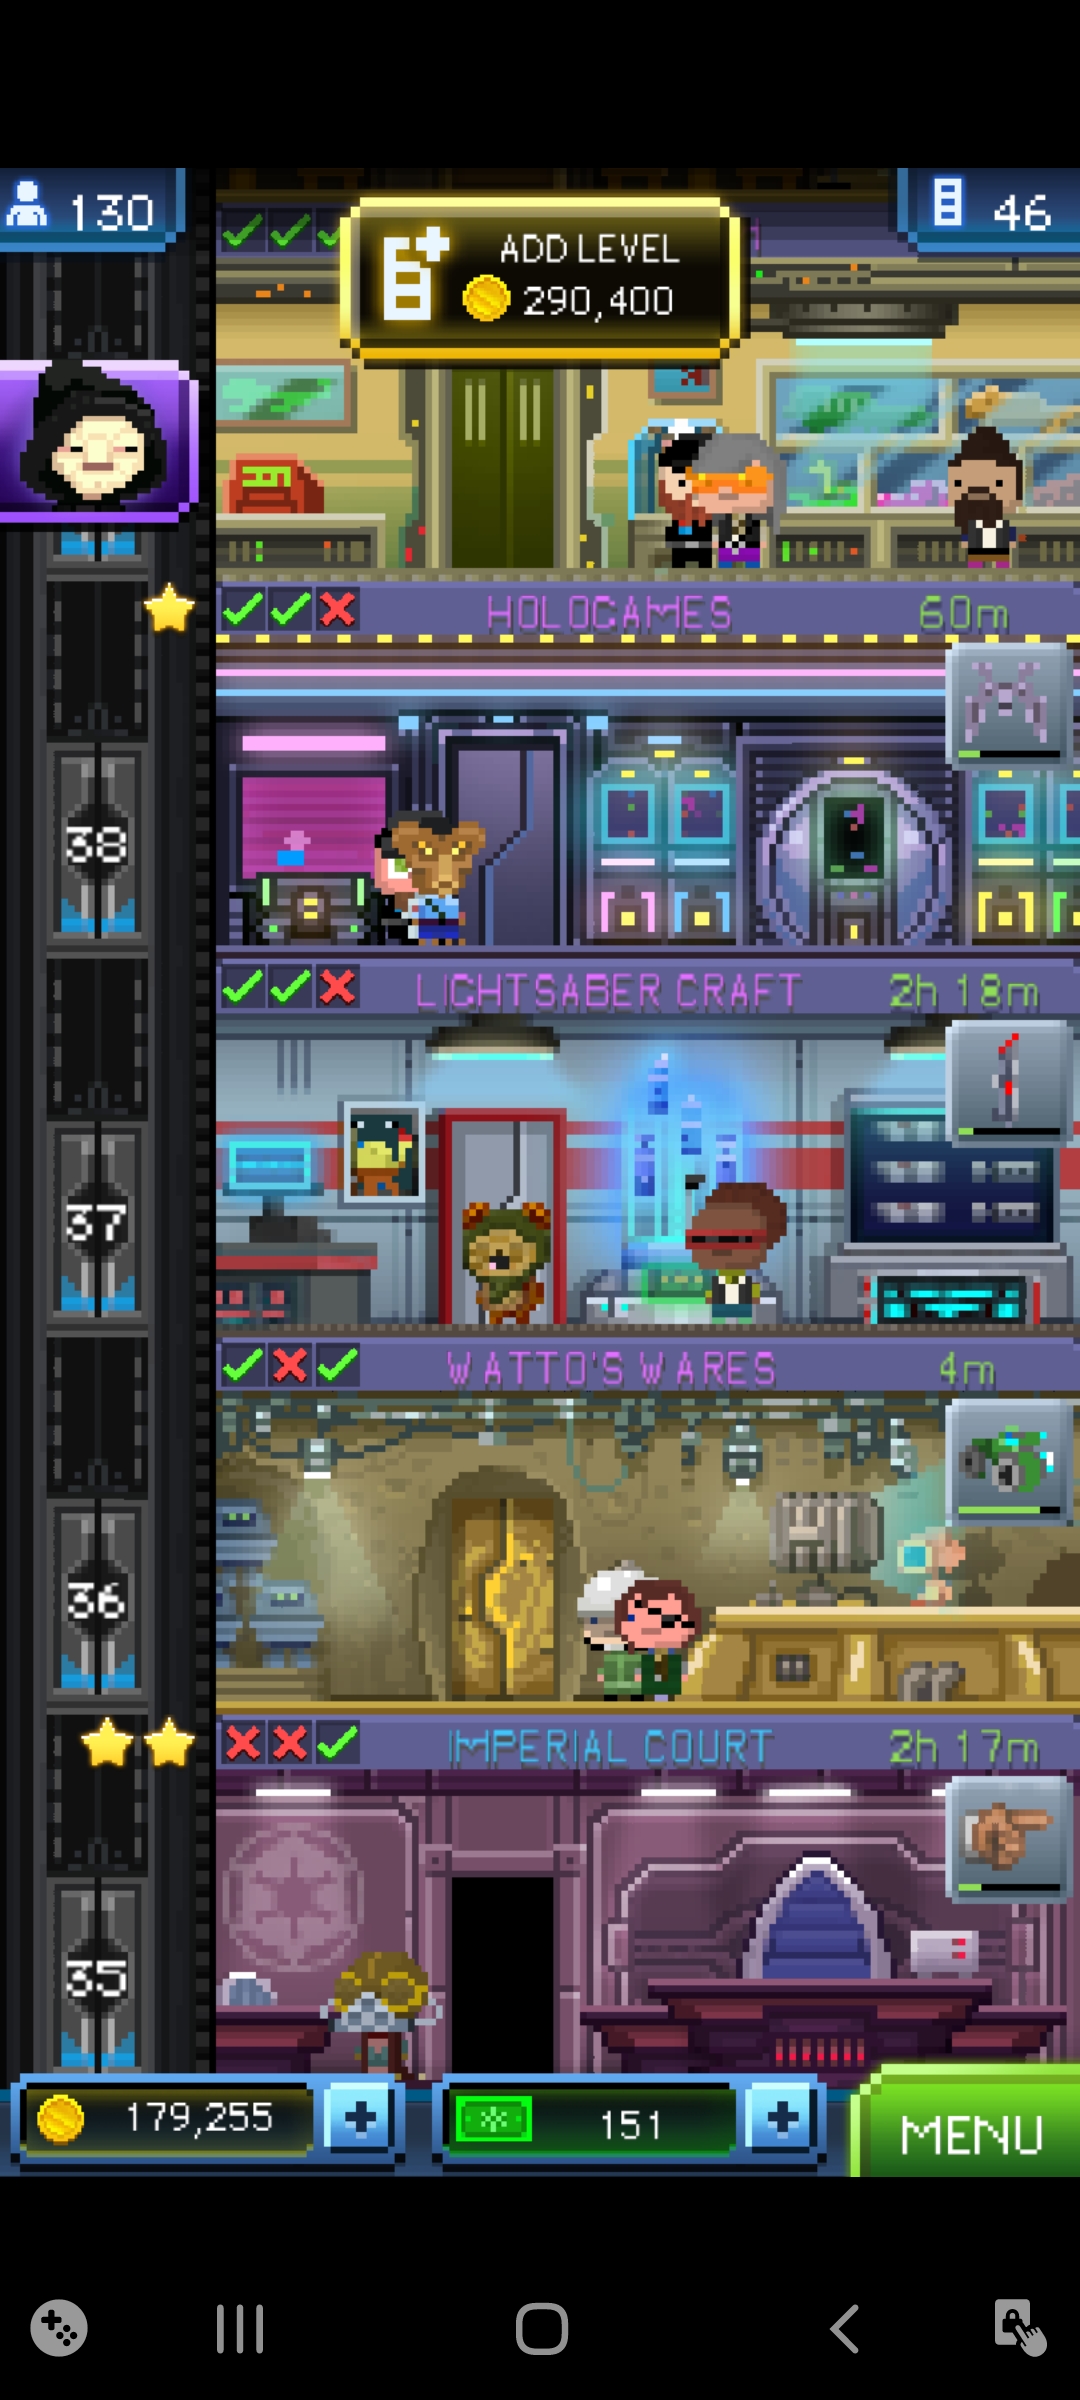 130
46
ADD LEVEL
290,400
HOLOGAMES 60m
38
LIGHTSABER CRAFT 2h 18m
37
WATTO'S WARES 4m
36
IMPERIAL COURT 2h 17m
35
179,255
151
MENU